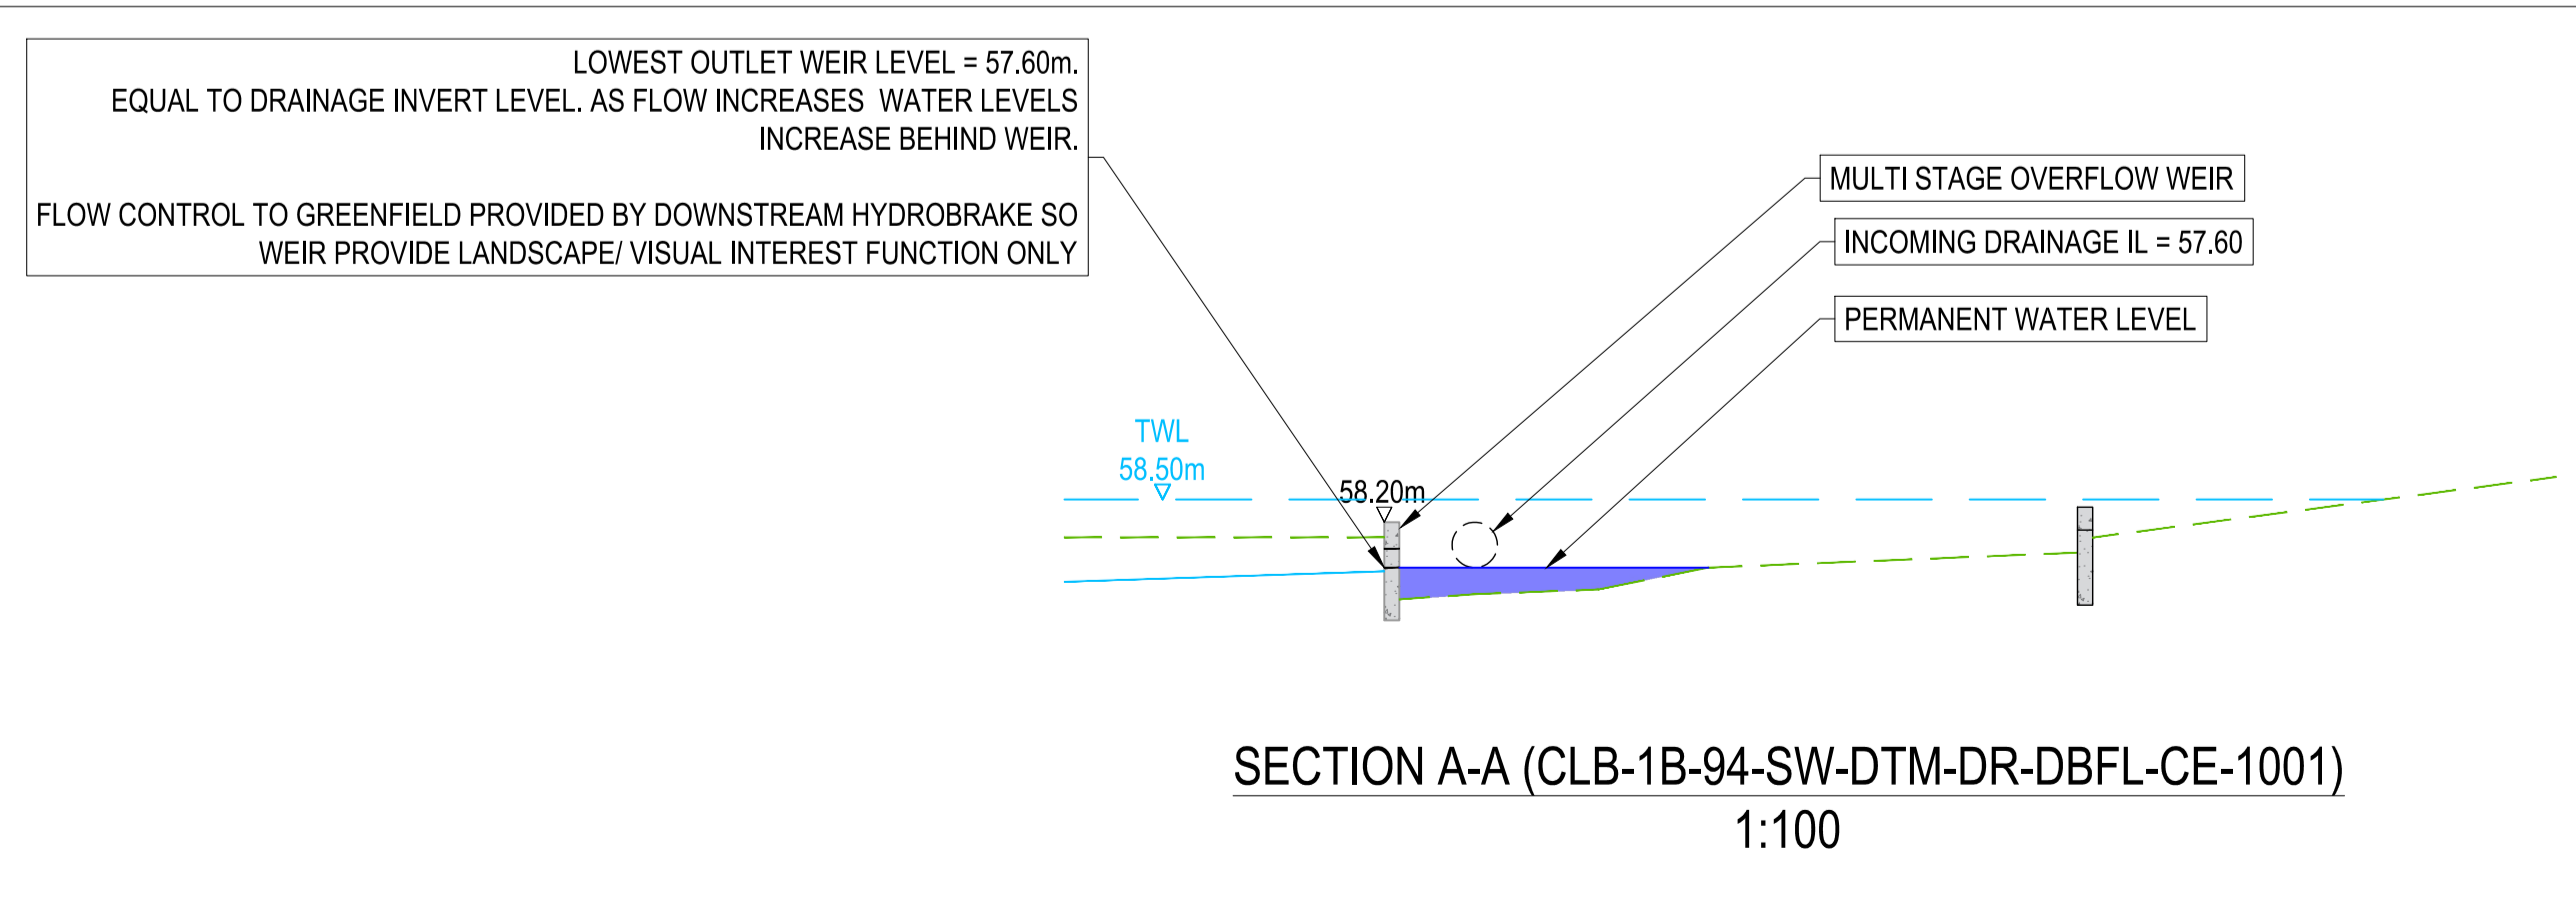 LOWEST OUTLET WEIR LEVEL = 57.60m.
EQUAL TO DRAINAGE INVERT LEVEL. AS FLOW INCREASES WATER LEVELS
INCREASE BEHIND WEIR.
FLOW CONTROL TO GREENFIELD PROVIDED BY DOWNSTREAM HYDROBRAKE SO
WEIR PROVIDE LANDSCAPE/ VISUAL INTEREST FUNCTION ONLY
MULTI STAGE OVERFLOW WEIR
INCOMING DRAINAGE IL = 57.60
PERMANENT WATER LEVEL
TWL
58.50m
58.20m
SECTION A-A (CLB-1B-94-SW-DTM-DR-DBFL-CE-1001)
1:100